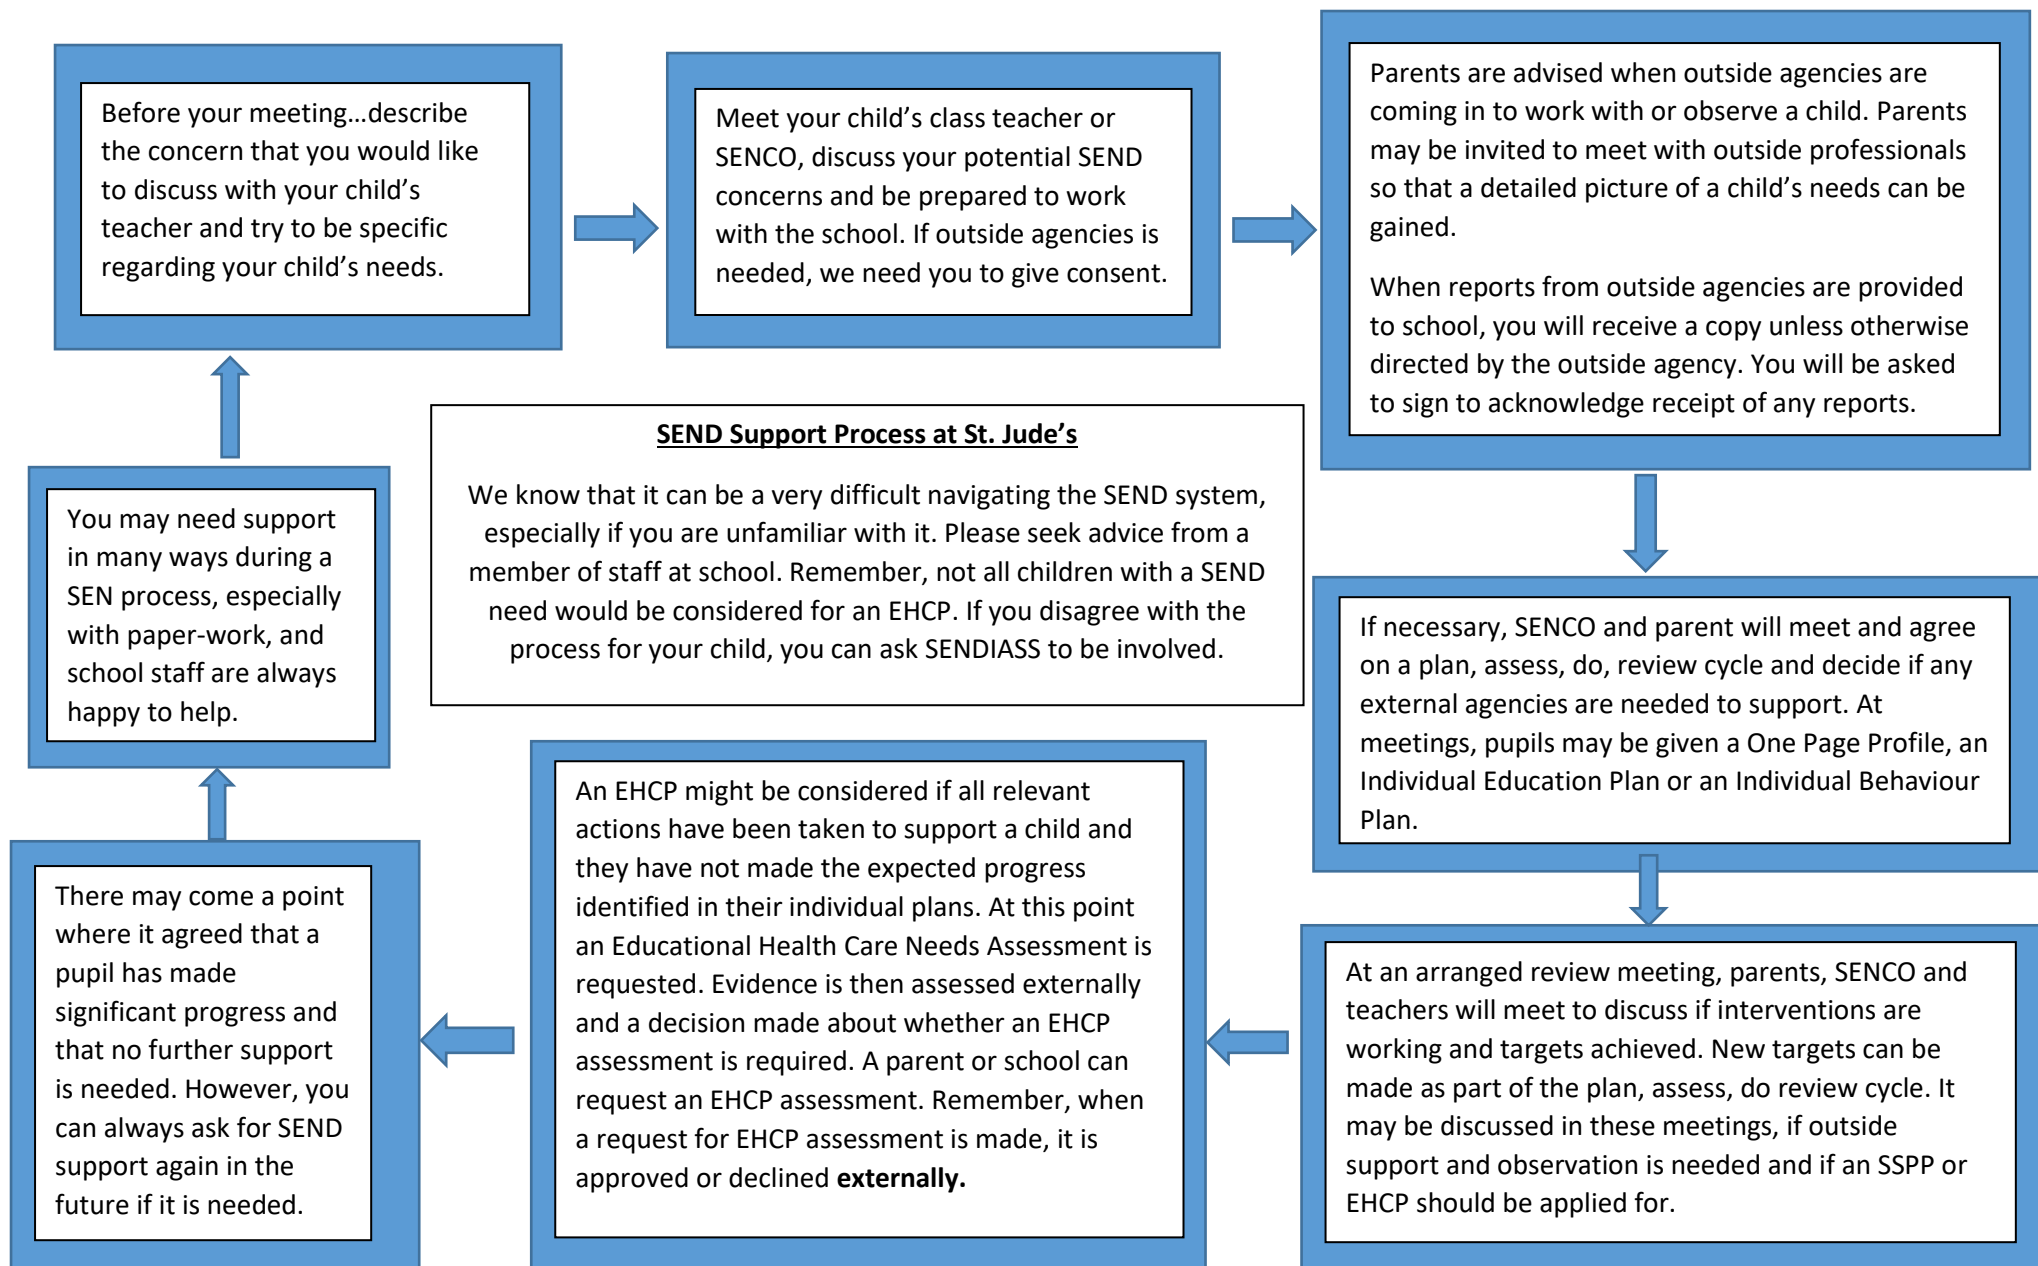 Before your meeting…describe
the concern that you would like
to discuss with your child’s
teacher and try to be specific
regarding your child’s needs.
Meet your child’s class teacher or
SENCO, discuss your potential SEND
concerns and be prepared to work
with the school. If outside agencies is
needed, we need you to give consent.
Parents are advised when outside agencies are
coming in to work with or observe a child. Parents
may be invited to meet with outside professionals
so that a detailed picture of a child’s needs can be
gained.
When reports from outside agencies are provided
to school, you will receive a copy unless otherwise
directed by the outside agency. You will be asked
to sign to acknowledge receipt of any reports.
SEND Support Process at St. Jude’s
We know that it can be a very difficult navigating the SEND system,
especially if you are unfamiliar with it. Please seek advice from a
member of staff at school. Remember, not all children with a SEND
need would be considered for an EHCP. If you disagree with the
process for your child, you can ask SENDIASS to be involved.
If necessary, SENCO and parent will meet and agree
on a plan, assess, do, review cycle and decide if any
external agencies are needed to support. At
meetings, pupils may be given a One Page Profile, an
Individual Education Plan or an Individual Behaviour
Plan.
At an arranged review meeting, parents, SENCO and
teachers will meet to discuss if interventions are
working and targets achieved. New targets can be
made as part of the plan, assess, do review cycle. It
may be discussed in these meetings, if outside
support and observation is needed and if an SSPP or
EHCP should be applied for.
An EHCP might be considered if all relevant
actions have been taken to support a child and
they have not made the expected progress
identified in their individual plans. At this point
an Educational Health Care Needs Assessment is
requested. Evidence is then assessed externally
and a decision made about whether an EHCP
assessment is required. A parent or school can
request an EHCP assessment. Remember, when
a request for EHCP assessment is made, it is
approved or declined externally.
There may come a point
where it agreed that a
pupil has made
significant progress and
that no further support
is needed. However, you
can always ask for SEND
support again in the
future if it is needed.
You may need support
in many ways during a
SEN process, especially
with paper-work, and
school staff are always
happy to help.